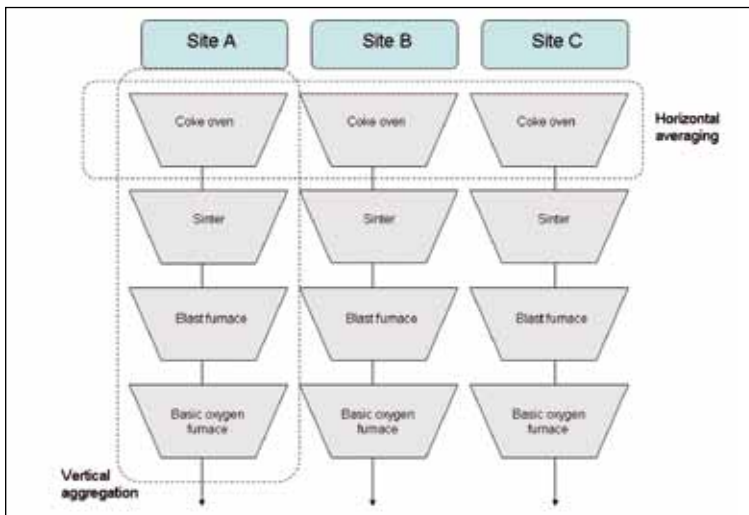 Site A
Site B
Site C
Coke oven
Coke oven
Coke oven
Horizontal
averaging
Sinter
Sinter
Sinter
Blast furnace
Blast furnace
Blast furnace
Basic oxygen
furnace
Basic oxygen
furnace
Basic oxygen
furnace
Vertical
aggregation